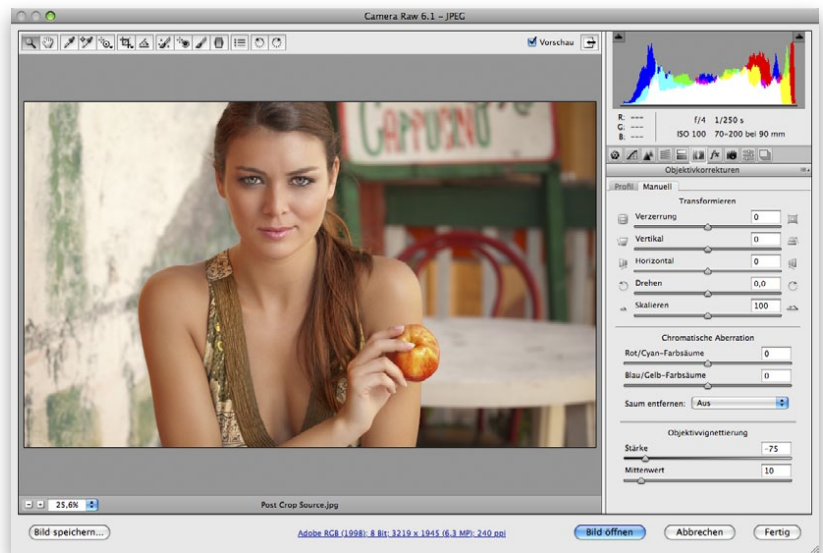 Camera Raw 6.1 – JPEG
Vorschau
CAPPUSINO
R: ---
G: ---
B: ---
f/4 1/250 s
ISO 100 70–200 bei 90 mm
Objektivkorrekturen
Profil Manuell
Transformieren
Verzerrung 0
Vertikal 0
Horizontal 0
Drehen 0,0
Skalieren 100
Chromatische Aberration
Rot/Cyan-Farbsäume 0
Blau/Gelb-Farbsäume 0
Saum entfernen: Aus
Objektivvignettierung
Stärke -75
Mittenwert 10
25,6% Post Crop Source.jpg
Bild speichern... Adobe RGB (1998); 8 Bit; 3219 x 1945 (6,3 MP); 240 ppi Bild öffnen Abbrechen Fertig